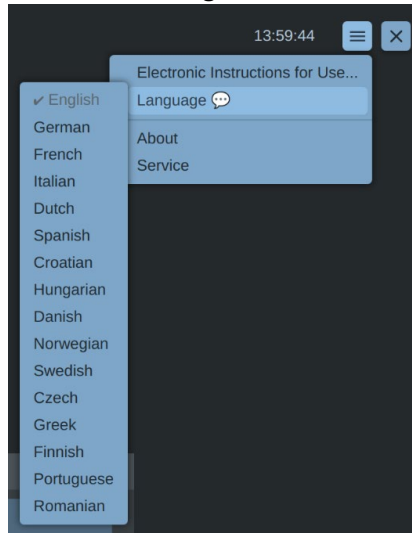 13:59:44
Electronic Instructions for Use...
Language 💬
About
Service
✔ English
German
French
Italian
Dutch
Spanish
Croatian
Hungarian
Danish
Norwegian
Swedish
Czech
Greek
Finnish
Portuguese
Romanian